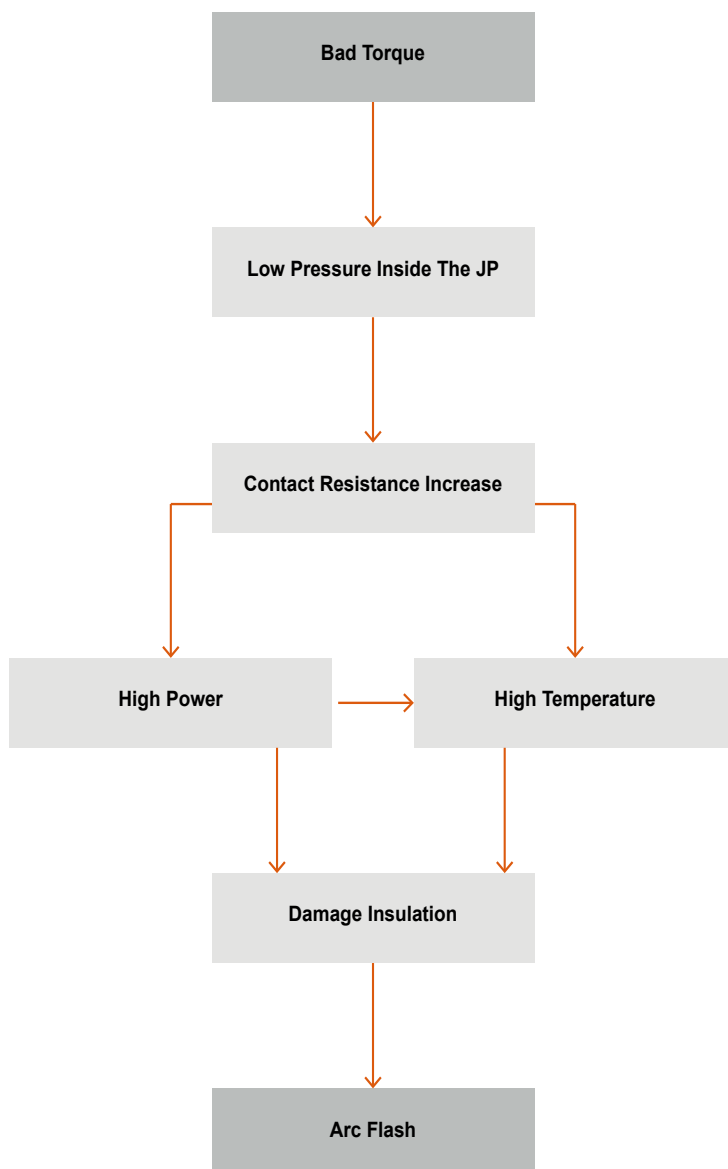 Bad Torque
Low Pressure Inside The JP
Contact Resistance Increase
High Power
High Temperature
Damage Insulation
Arc Flash